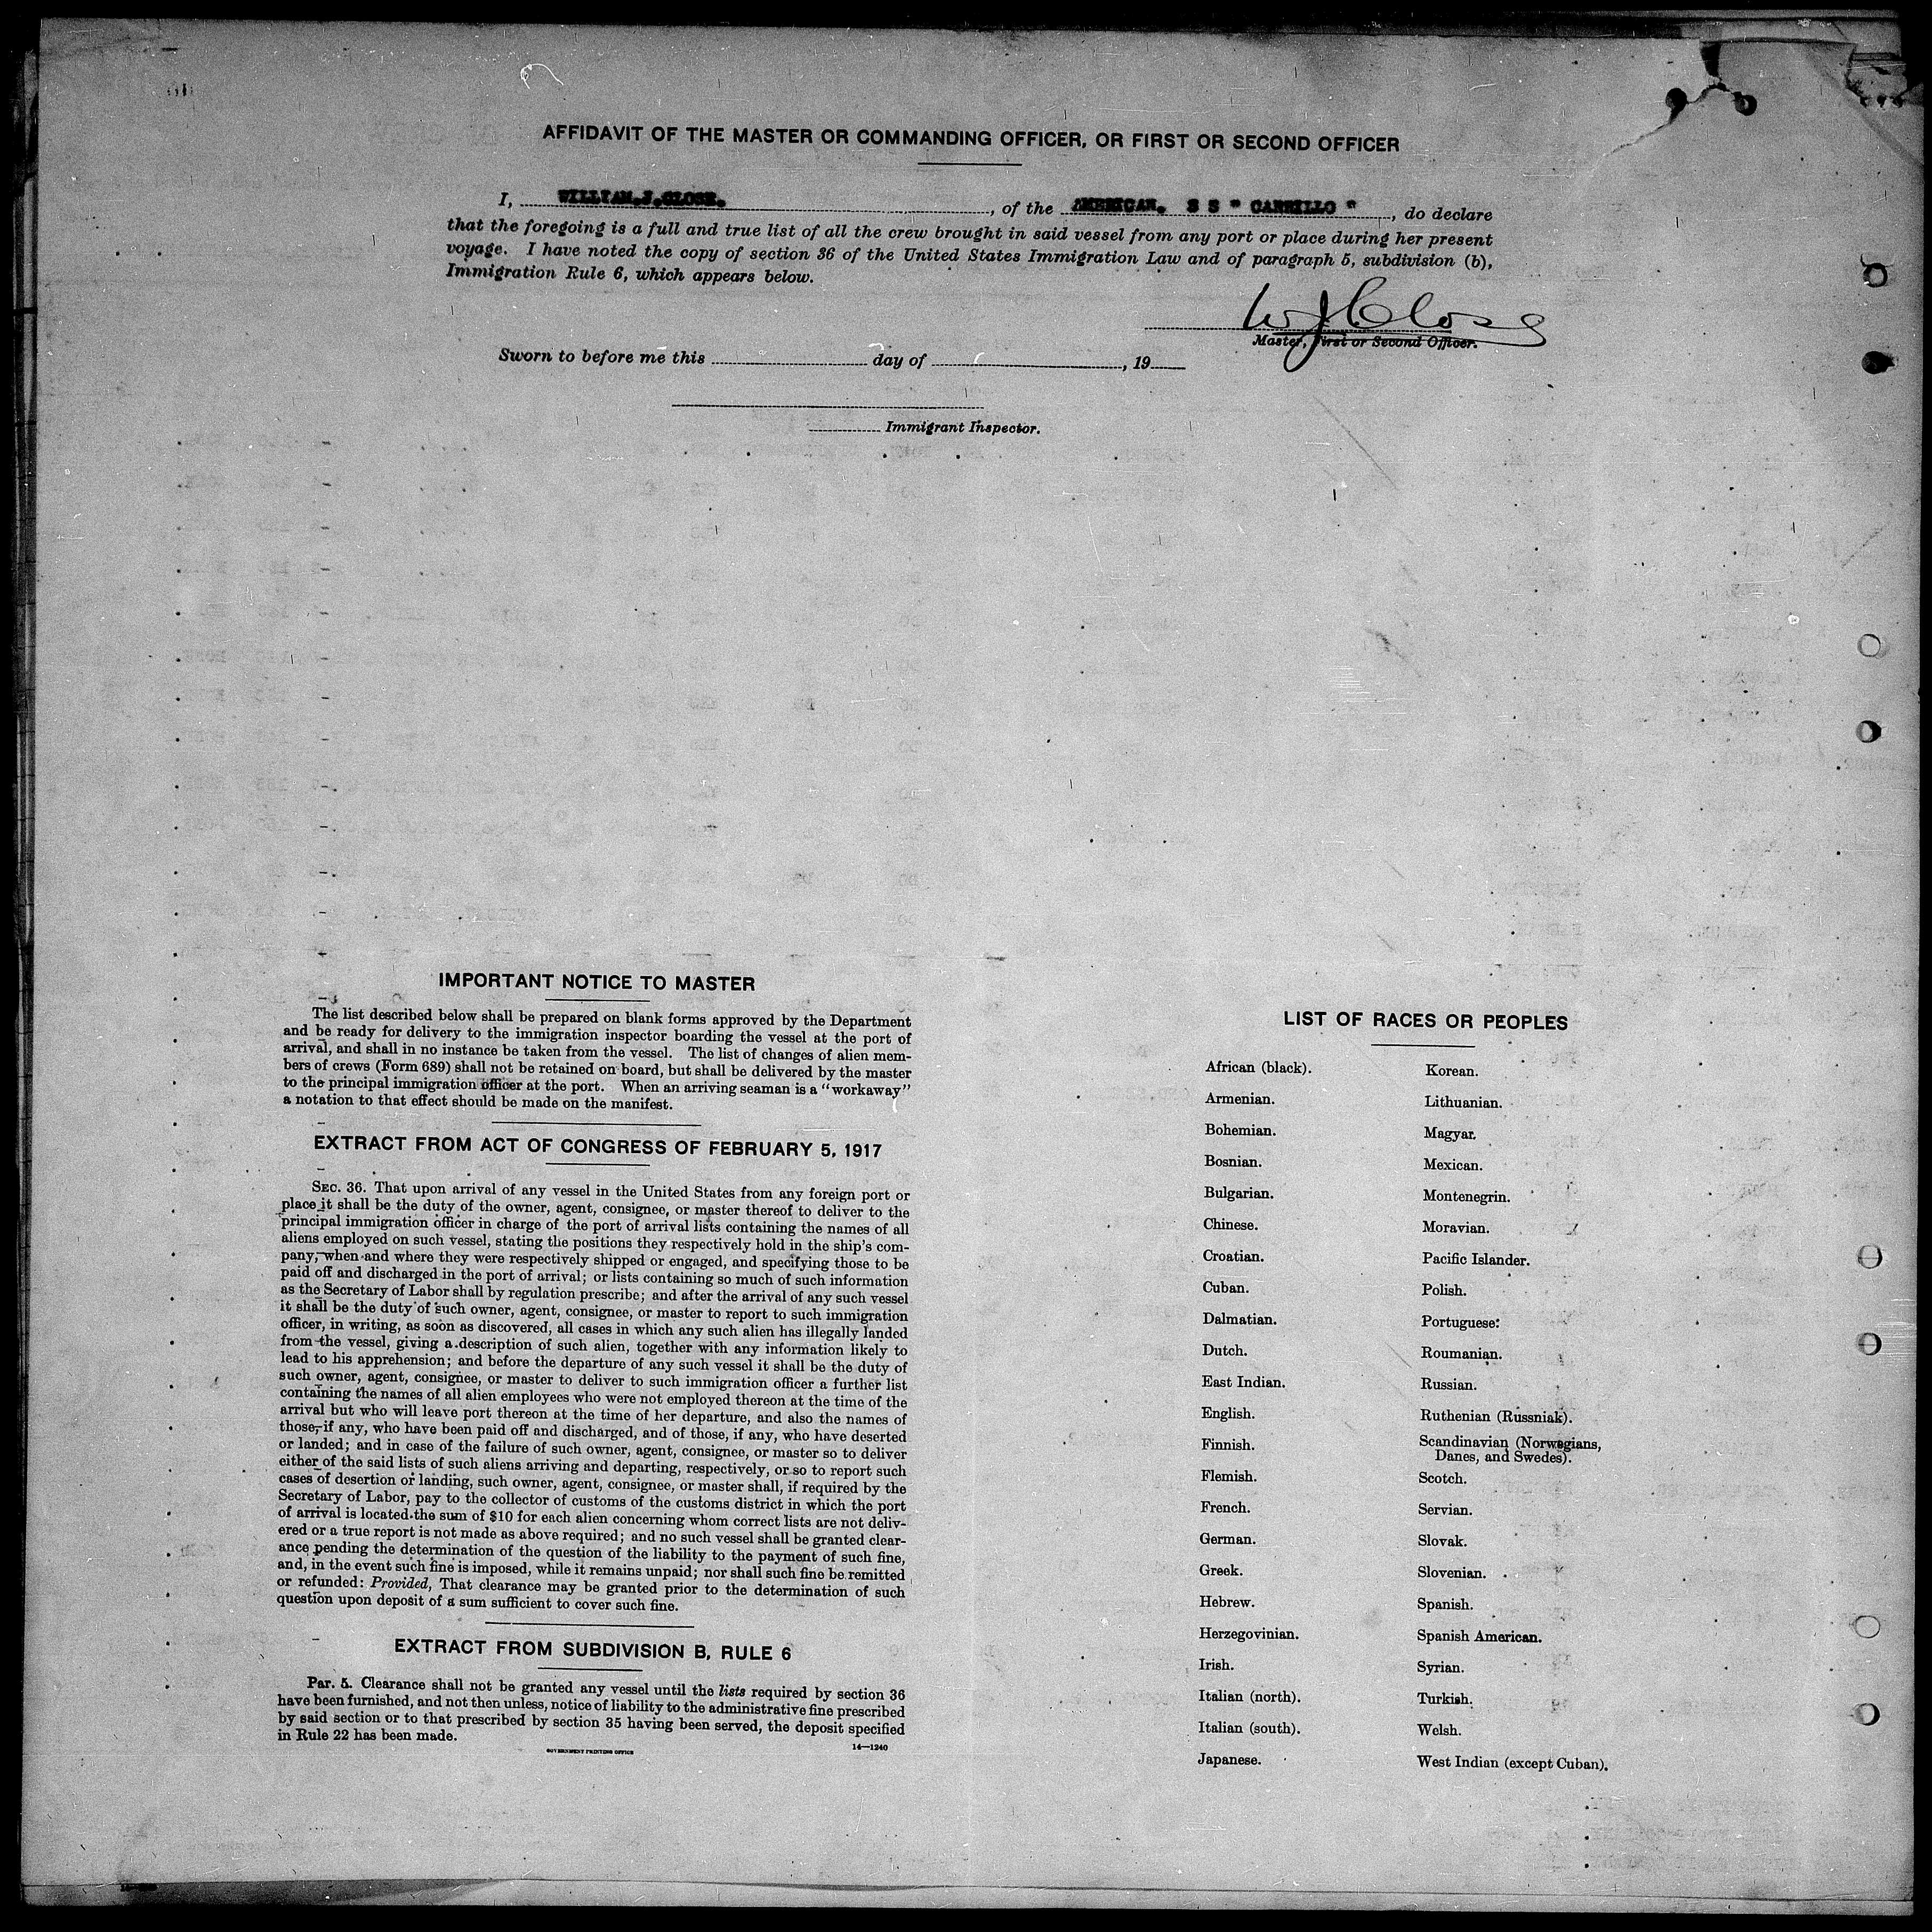 AFFIDAVIT OF THE MASTER OR COMMANDING OFFICER, OR FIRST OR SECOND OFFICER
I, WILLIAM.J.CLOSE. , of the AMERICAN. S S " CARRILLO " , do declare
that the foregoing is a full and true list of all the crew brought in said vessel from any port or place during her present
voyage. I have noted the copy of section 36 of the United States Immigration Law and of paragraph 5, subdivision (b),
Immigration Rule 6, which appears below.
W J Close
Master, First or Second Officer.
Sworn to before me this day of , 19
Immigrant Inspector.
IMPORTANT NOTICE TO MASTER
The list described below shall be prepared on blank forms approved by the Department
and be ready for delivery to the immigration inspector boarding the vessel at the port of
arrival, and shall in no instance be taken from the vessel. The list of changes of alien mem-
bers of crews (Form 689) shall not be retained on board, but shall be delivered by the master
to the principal immigration officer at the port. When an arriving seaman is a "workaway"
a notation to that effect should be made on the manifest.
EXTRACT FROM ACT OF CONGRESS OF FEBRUARY 5, 1917
SEC. 36. That upon arrival of any vessel in the United States from any foreign port or
place it shall be the duty of the owner, agent, consignee, or master thereof to deliver to the
principal immigration officer in charge of the port of arrival lists containing the names of all
aliens employed on such vessel, stating the positions they respectively hold in the ship's com-
pany, when and where they were respectively shipped or engaged, and specifying those to be
paid off and discharged in the port of arrival; or lists containing so much of such information
as the Secretary of Labor shall by regulation prescribe; and after the arrival of any such vessel
it shall be the duty of such owner, agent, consignee, or master to report to such immigration
officer, in writing, as soon as discovered, all cases in which any such alien has illegally landed
from the vessel, giving a description of such alien, together with any information likely to
lead to his apprehension; and before the departure of any such vessel it shall be the duty of
such owner, agent, consignee, or master to deliver to such immigration officer a further list
containing the names of all alien employees who were not employed thereon at the time of the
arrival but who will leave port thereon at the time of her departure, and also the names of
those, if any, who have been paid off and discharged, and of those, if any, who have deserted
or landed; and in case of the failure of such owner, agent, consignee, or master so to deliver
either of the said lists of such aliens arriving and departing, respectively, or so to report such
cases of desertion or landing, such owner, agent, consignee, or master shall, if required by the
Secretary of Labor, pay to the collector of customs of the customs district in which the port
of arrival is located the sum of $10 for each alien concerning whom correct lists are not deliv-
ered or a true report is not made as above required; and no such vessel shall be granted clear-
ance pending the determination of the question of the liability to the payment of such fine,
and, in the event such fine is imposed, while it remains unpaid; nor shall such fine be remitted
or refunded: Provided, That clearance may be granted prior to the determination of such
question upon deposit of a sum sufficient to cover such fine.
EXTRACT FROM SUBDIVISION B, RULE 6
Par. 5. Clearance shall not be granted any vessel until the lists required by section 36
have been furnished, and not then unless, notice of liability to the administrative fine prescribed
by said section or to that prescribed by section 35 having been served, the deposit specified
in Rule 22 has been made.
GOVERNMENT PRINTING OFFICE 14—1240
LIST OF RACES OR PEOPLES
African (black).
Armenian.
Bohemian.
Bosnian.
Bulgarian.
Chinese.
Croatian.
Cuban.
Dalmatian.
Dutch.
East Indian.
English.
Finnish.
Flemish.
French.
German.
Greek.
Hebrew.
Herzegovinian.
Irish.
Italian (north).
Italian (south).
Japanese.
Korean.
Lithuanian.
Magyar.
Mexican.
Montenegrin.
Moravian.
Pacific Islander.
Polish.
Portuguese.
Roumanian.
Russian.
Ruthenian (Russniak).
Scandinavian (Norwegians,
Danes, and Swedes).
Scotch.
Servian.
Slovak.
Slovenian.
Spanish.
Spanish American.
Syrian.
Turkish.
Welsh.
West Indian (except Cuban).